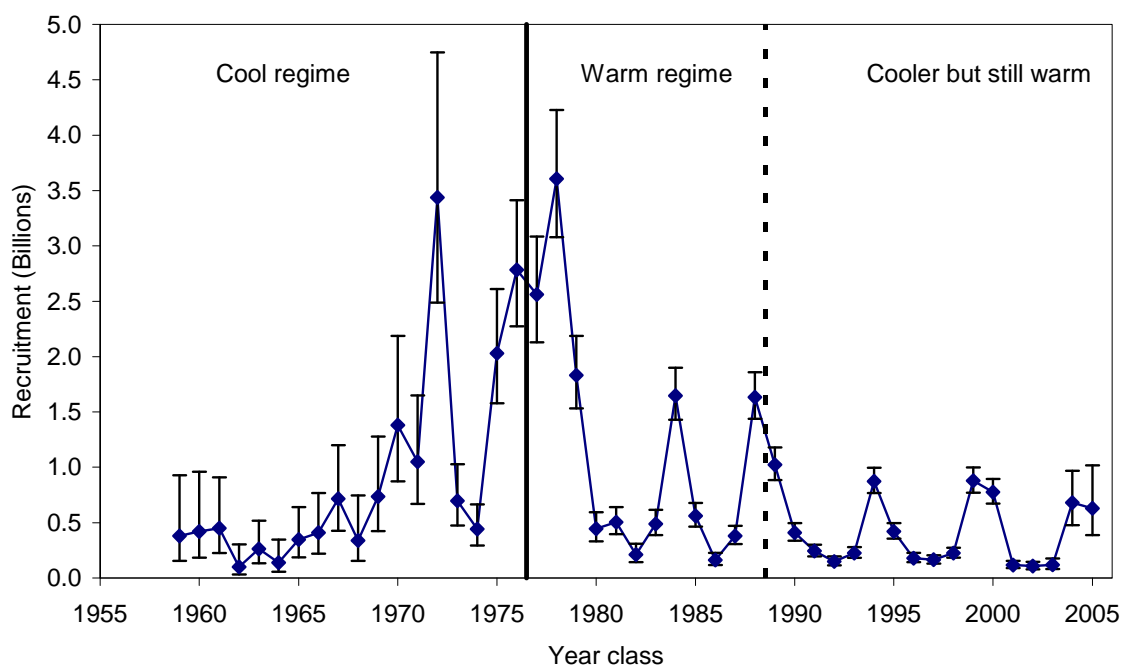 5.0
4.5
4.0
3.5
3.0
2.5
2.0
1.5
1.0
0.5
0.0
Recruitment (Billions)
Cool regime
Warm regime
Cooler but still warm
1955 1960 1965 1970 1975 1980 1985 1990 1995 2000 2005
Year class